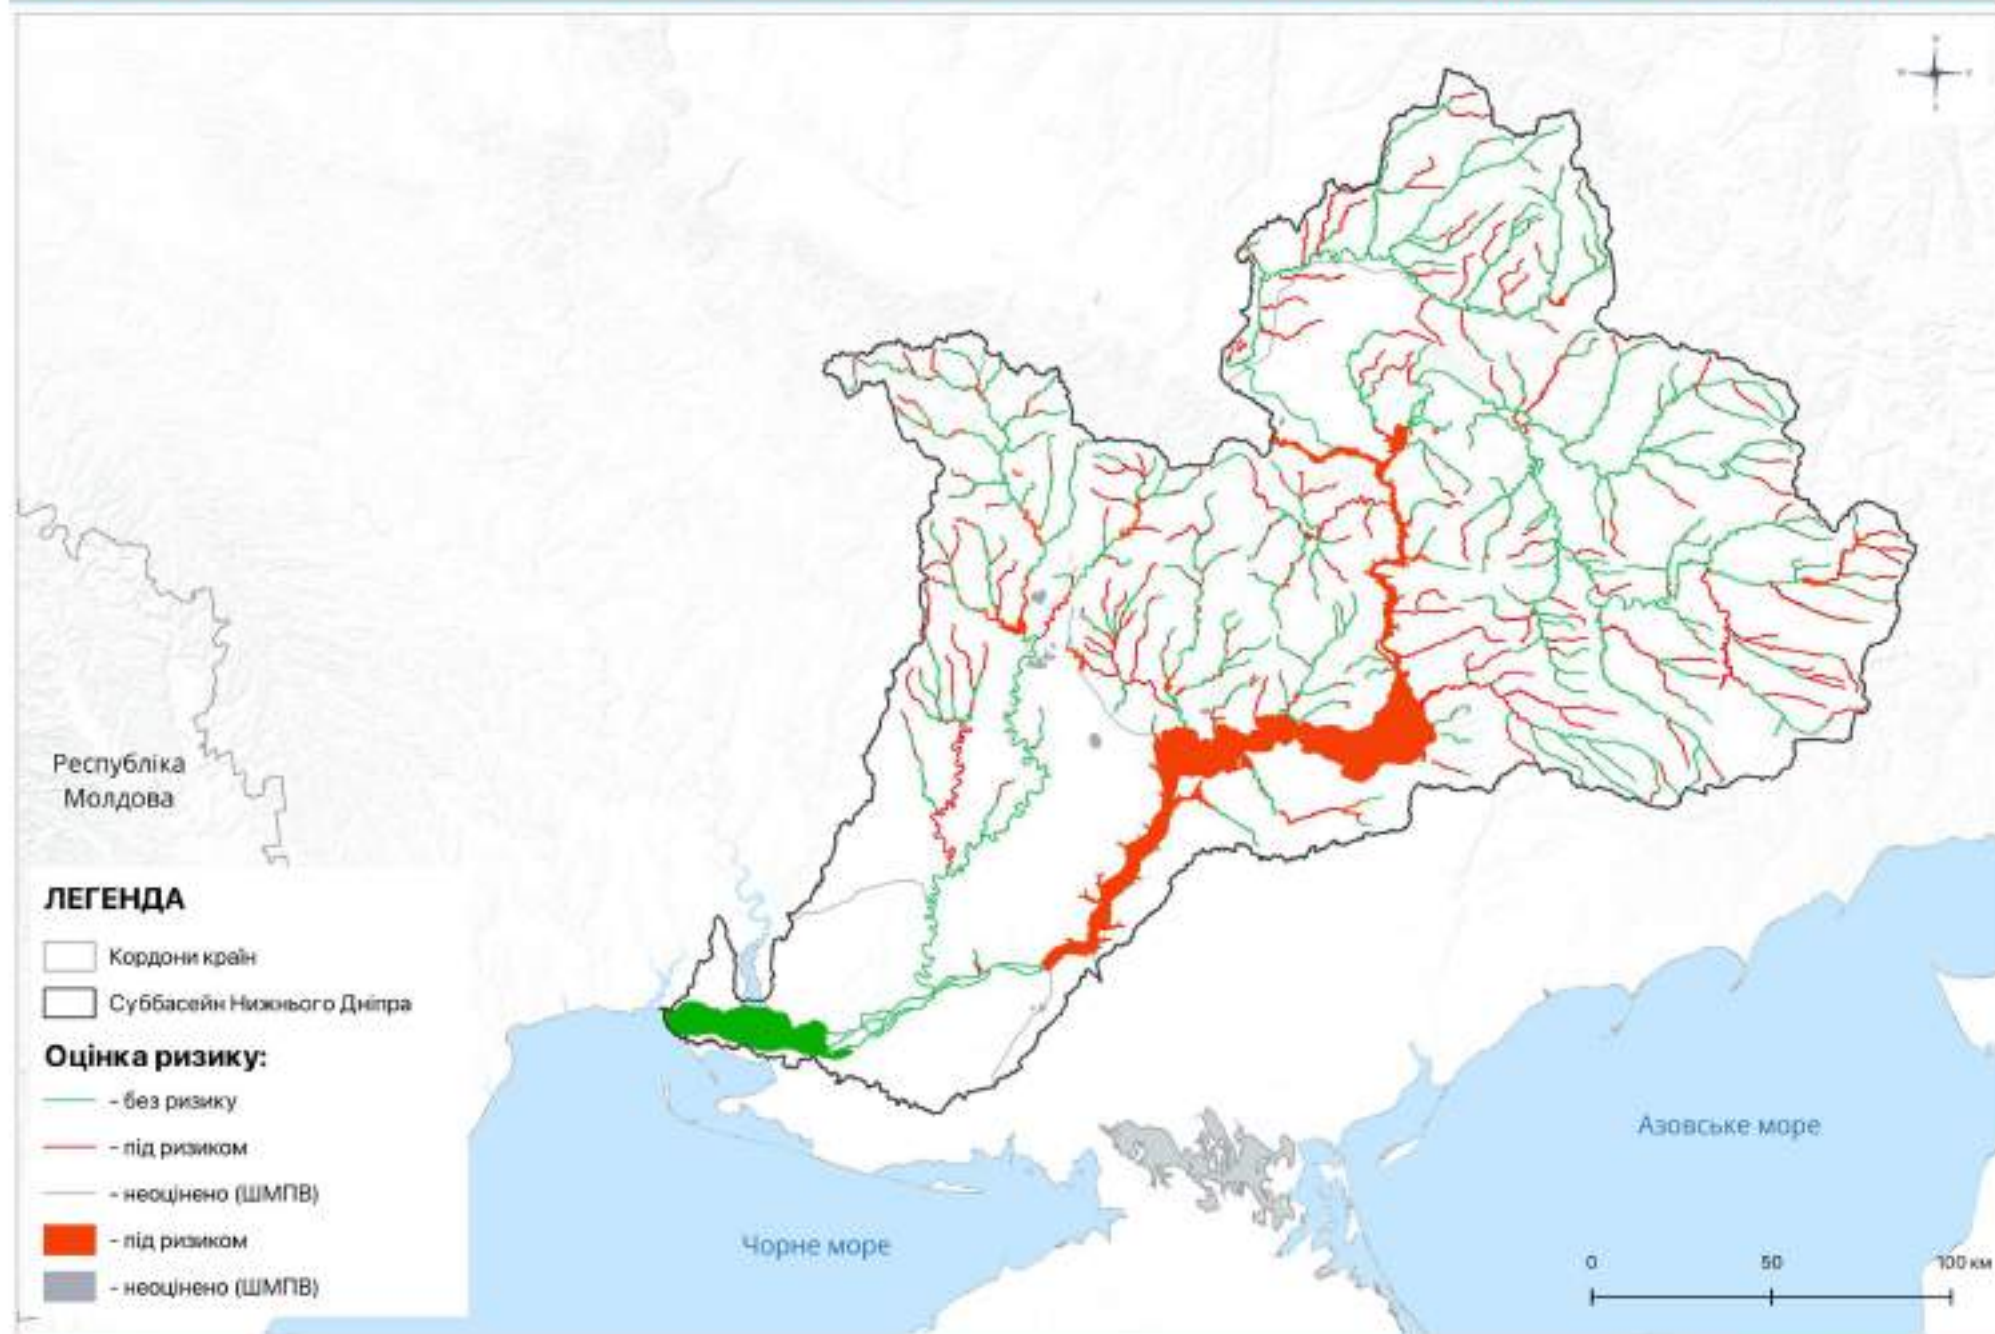 Республіка
Молдова
ЛЕГЕНДА
Кордони країн
Суббасейн Нижнього Дніпра
Оцінка ризику:
- без ризику
- під ризиком
- неоцінено (ШМПВ)
- під ризиком
- неоцінено (ШМПВ)
Чорне море
Азовське море
0 50 100 км